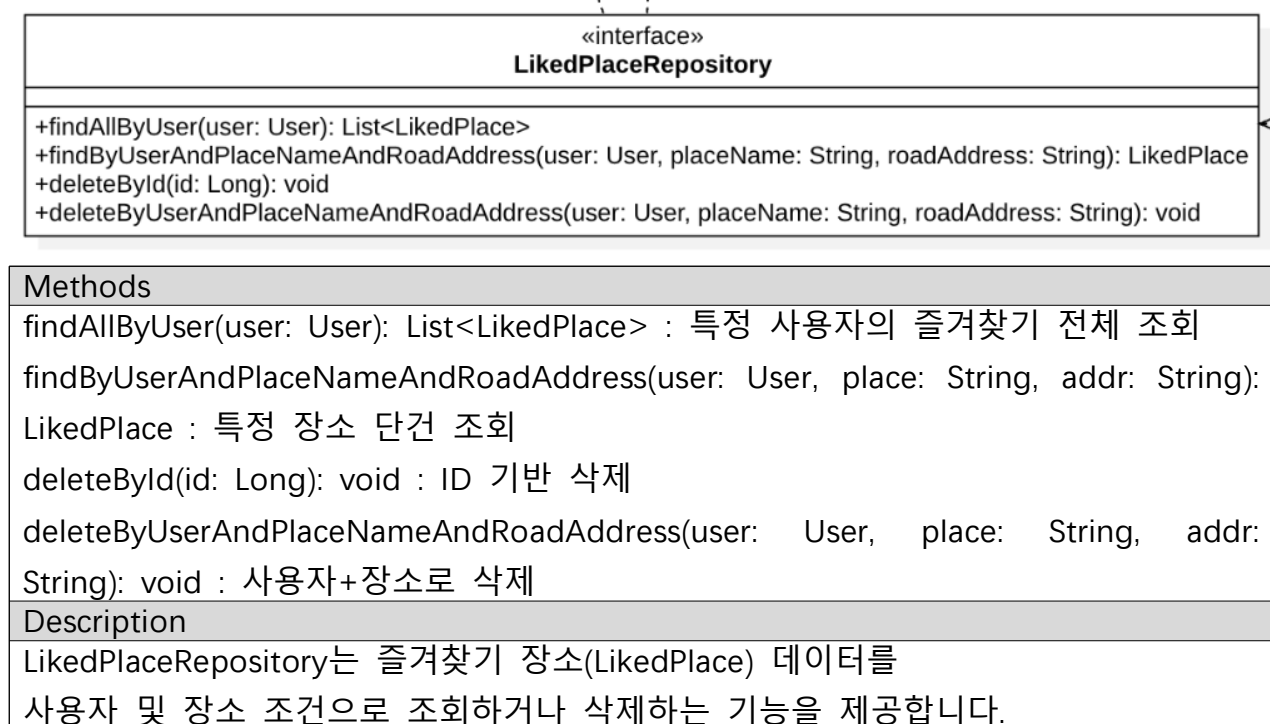 «interface»
LikedPlaceRepository
+findAllByUser(user: User): List<LikedPlace>
+findByUserAndPlaceNameAndRoadAddress(user: User, placeName: String, roadAddress: String): LikedPlace
+deleteById(id: Long): void
+deleteByUserAndPlaceNameAndRoadAddress(user: User, placeName: String, roadAddress: String): void
Methods
findAllByUser(user: User): List<LikedPlace> : 특정 사용자의 즐겨찾기 전체 조회
findByUserAndPlaceNameAndRoadAddress(user: User, place: String, addr: String):
LikedPlace : 특정 장소 단건 조회
deleteById(id: Long): void : ID 기반 삭제
deleteByUserAndPlaceNameAndRoadAddress(user: User, place: String, addr:
String): void : 사용자+장소로 삭제
Description
LikedPlaceRepository는 즐겨찾기 장소(LikedPlace) 데이터를
사용자 및 장소 조건으로 조회하거나 삭제하는 기능을 제공합니다.